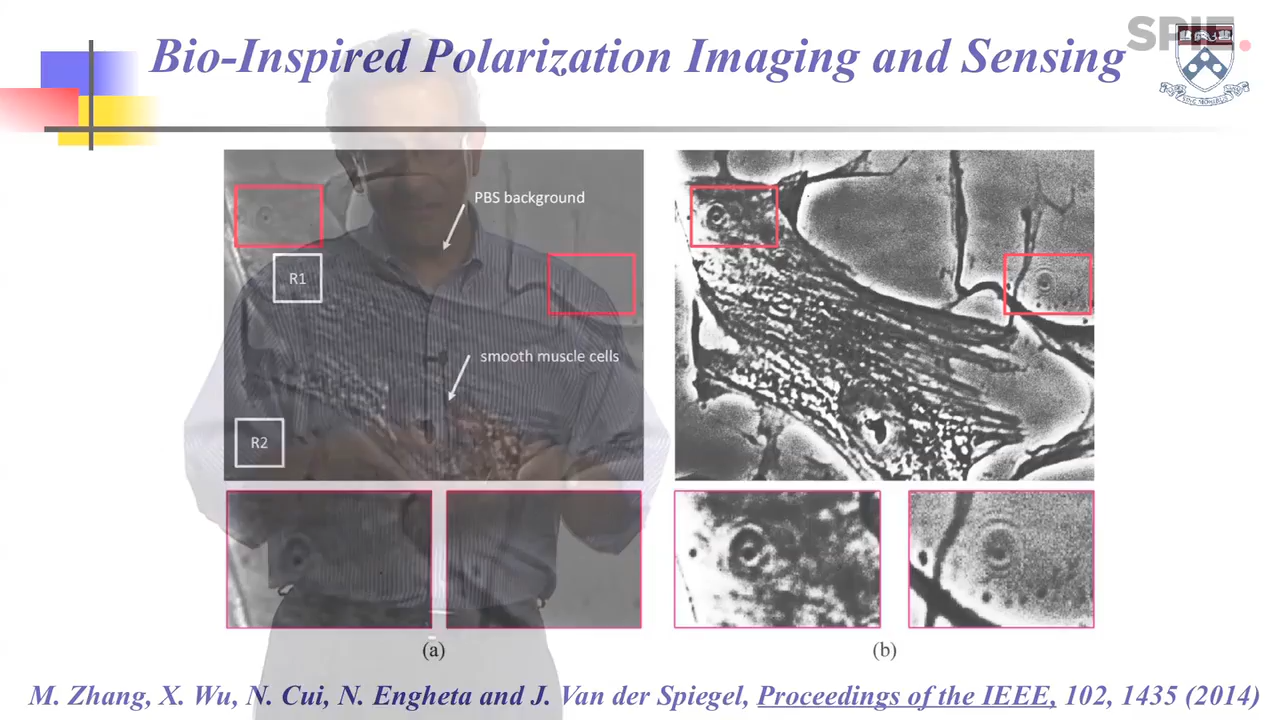 Bio-Inspired Polarization Imaging and Sensing
SPIE.
PBS background
R1
smooth muscle cells
R2
(a)
(b)
M. Zhang, X. Wu, N. Cui, N. Engheta and J. Van der Spiegel, Proceedings of the IEEE, 102, 1435 (2014)